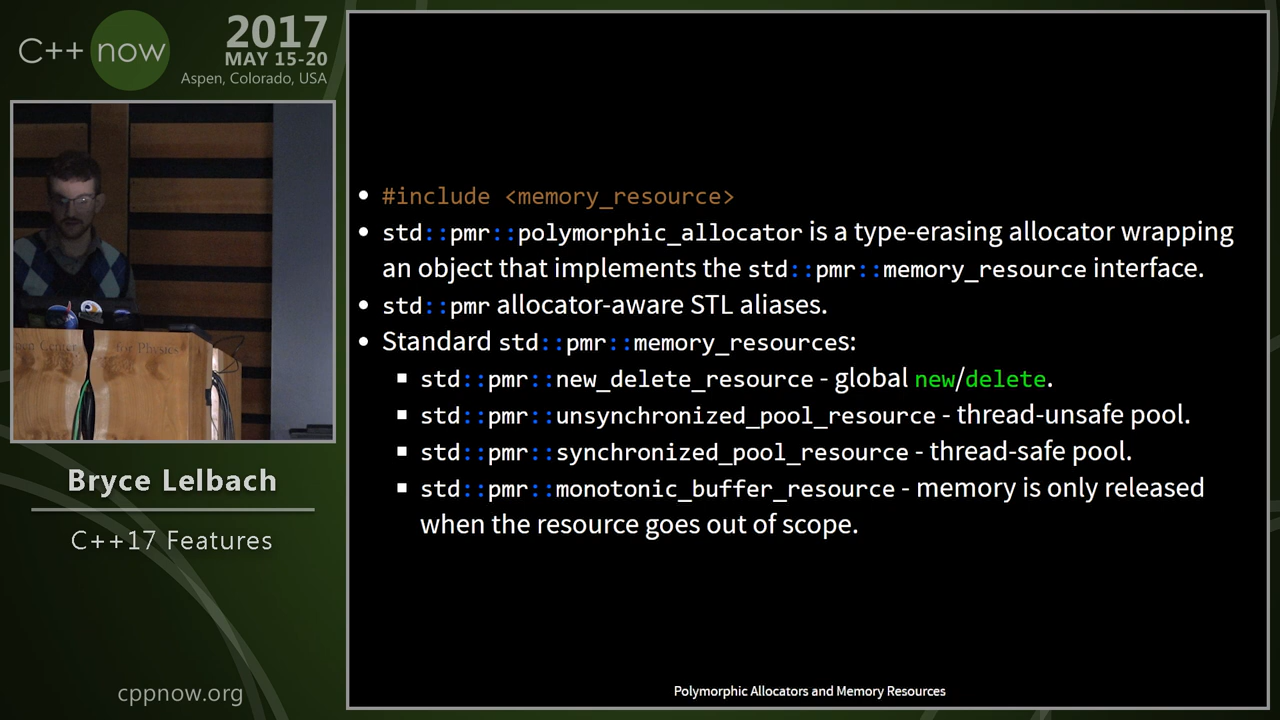 C++ now
2017
MAY 15-20
Aspen, Colorado, USA
for Physics
Bryce Lelbach
C++17 Features
cppnow.org
#include <memory_resource>
std::pmr::polymorphic_allocator is a type-erasing allocator wrapping
an object that implements the std::pmr::memory_resource interface.
std::pmr allocator-aware STL aliases.
Standard std::pmr::memory_resources:
std::pmr::new_delete_resource - global new/delete.
std::pmr::unsynchronized_pool_resource - thread-unsafe pool.
std::pmr::synchronized_pool_resource - thread-safe pool.
std::pmr::monotonic_buffer_resource - memory is only released
when the resource goes out of scope.
Polymorphic Allocators and Memory Resources